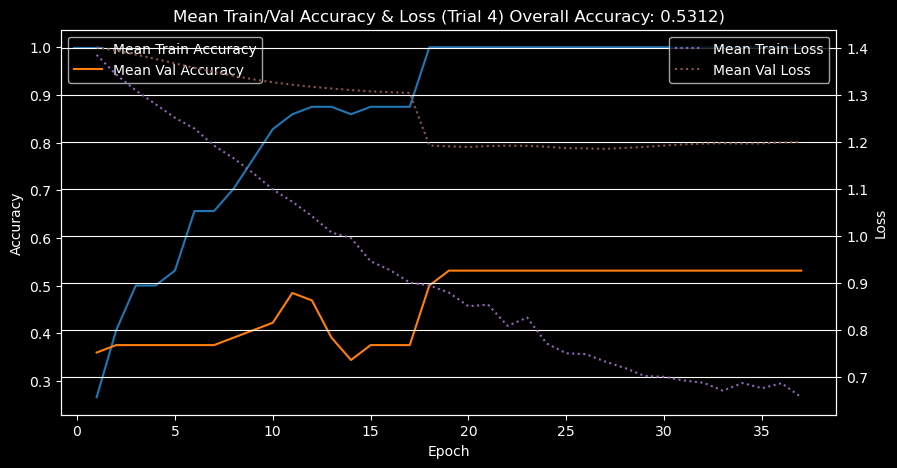 Mean Train/Val Accuracy & Loss (Trial 4) Overall Accuracy: 0.5312)
Mean Train Accuracy
Mean Val Accuracy
Mean Train Loss
Mean Val Loss
1.0
0.9
0.8
0.7
0.6
0.5
0.4
0.3
Accuracy
1.4
1.3
1.2
1.1
1.0
0.9
0.8
0.7
Loss
0 5 10 15 20 25 30 35
Epoch